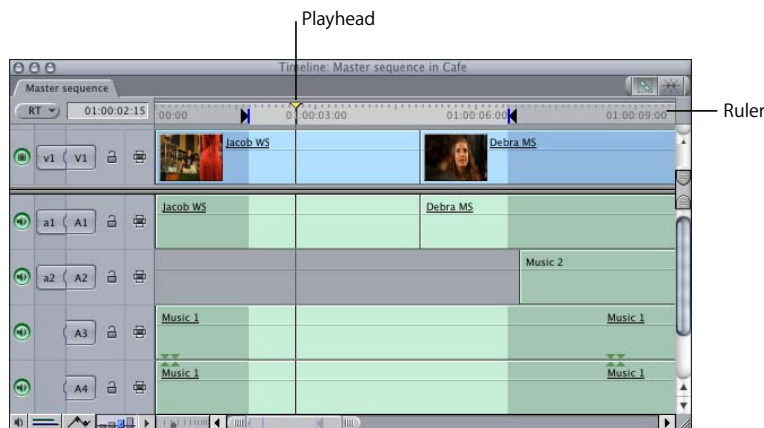 Playhead
Timeline: Master sequence in Cafe
Master sequence
RT 01:00:02:15 :00:00 01:00:03:00 01:00:06:00 01:00:09:00
Ruler
v1 V1 Jacob WS Debra MS
a1 A1 Jacob WS Debra MS
a2 A2 Music 2
A3 Music 1 Music 1
A4 Music 1 Music 1